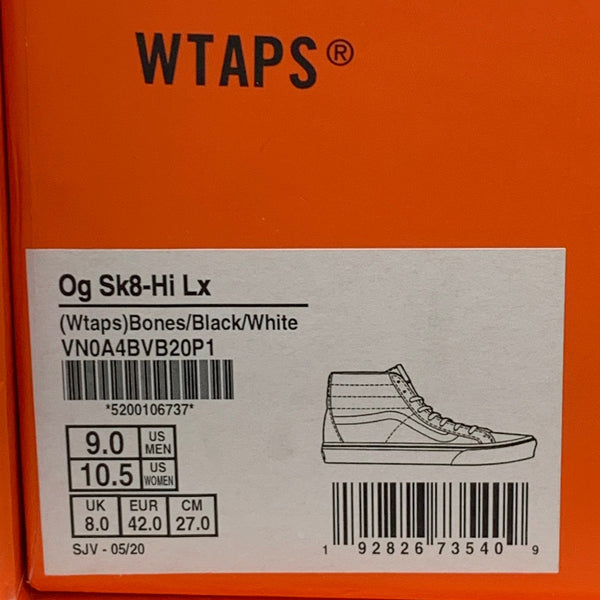 WTAPS®
Og Sk8-Hi Lx
(Wtaps)Bones/Black/White
VN0A4BVB20P1
*5200106737*
9.0 US MEN
10.5 US WOMEN
UK EUR CM
8.0 42.0 27.0
SJV - 05/20
1 92826 73540 9